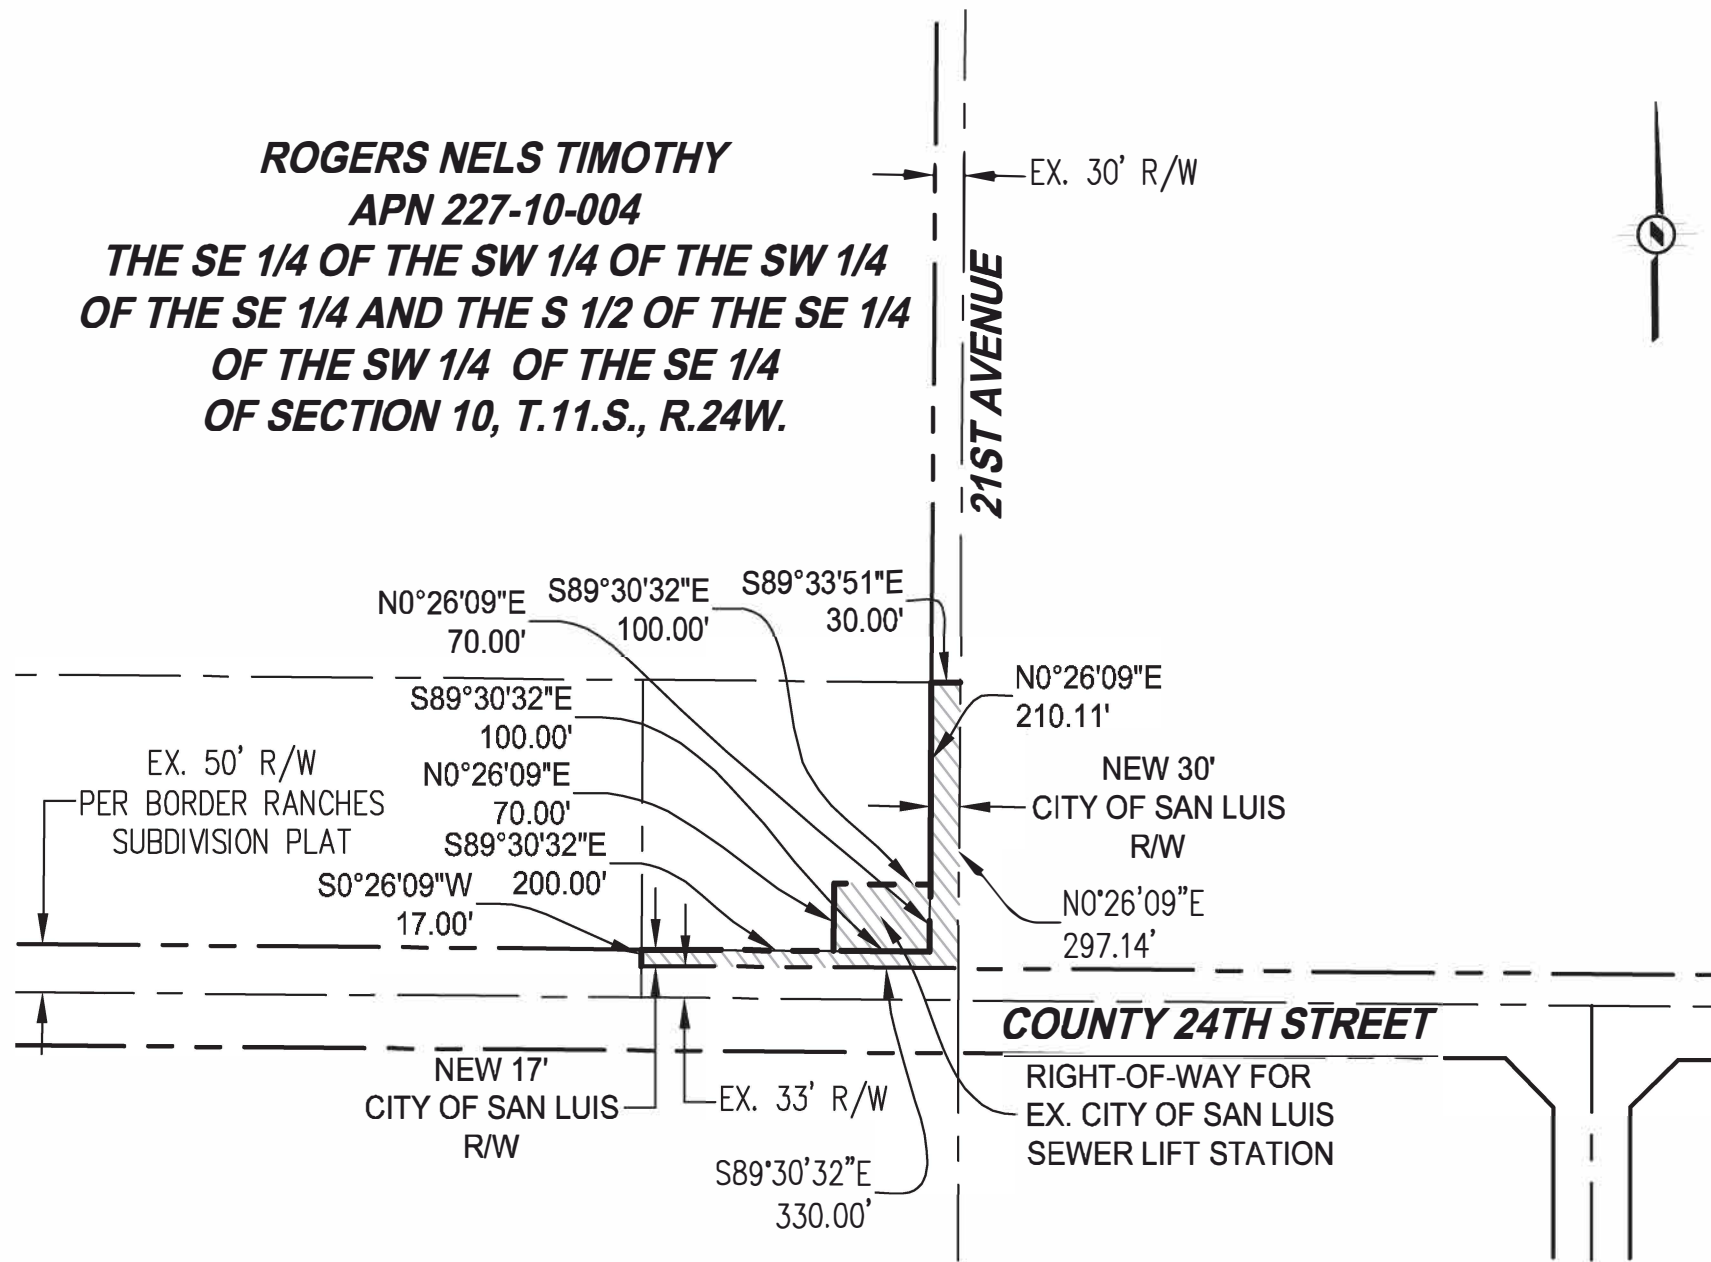 ROGERS NELS TIMOTHY
APN 227-10-004
THE SE 1/4 OF THE SW 1/4 OF THE SW 1/4
OF THE SE 1/4 AND THE S 1/2 OF THE SE 1/4
OF THE SW 1/4 OF THE SE 1/4
OF SECTION 10, T.11.S., R.24W.
EX. 30' R/W
21ST AVENUE
N0°26'09"E
70.00'
S89°30'32"E
100.00'
S89°33'51"E
30.00'
S89°30'32"E
100.00'
N0°26'09"E
70.00'
S89°30'32"E
200.00'
S0°26'09"W
17.00'
EX. 50' R/W
PER BORDER RANCHES
SUBDIVISION PLAT
N0°26'09"E
210.11'
NEW 30'
CITY OF SAN LUIS
R/W
N0°26'09"E
297.14'
COUNTY 24TH STREET
NEW 17'
CITY OF SAN LUIS
R/W
EX. 33' R/W
RIGHT-OF-WAY FOR
EX. CITY OF SAN LUIS
SEWER LIFT STATION
S89°30'32"E
330.00'